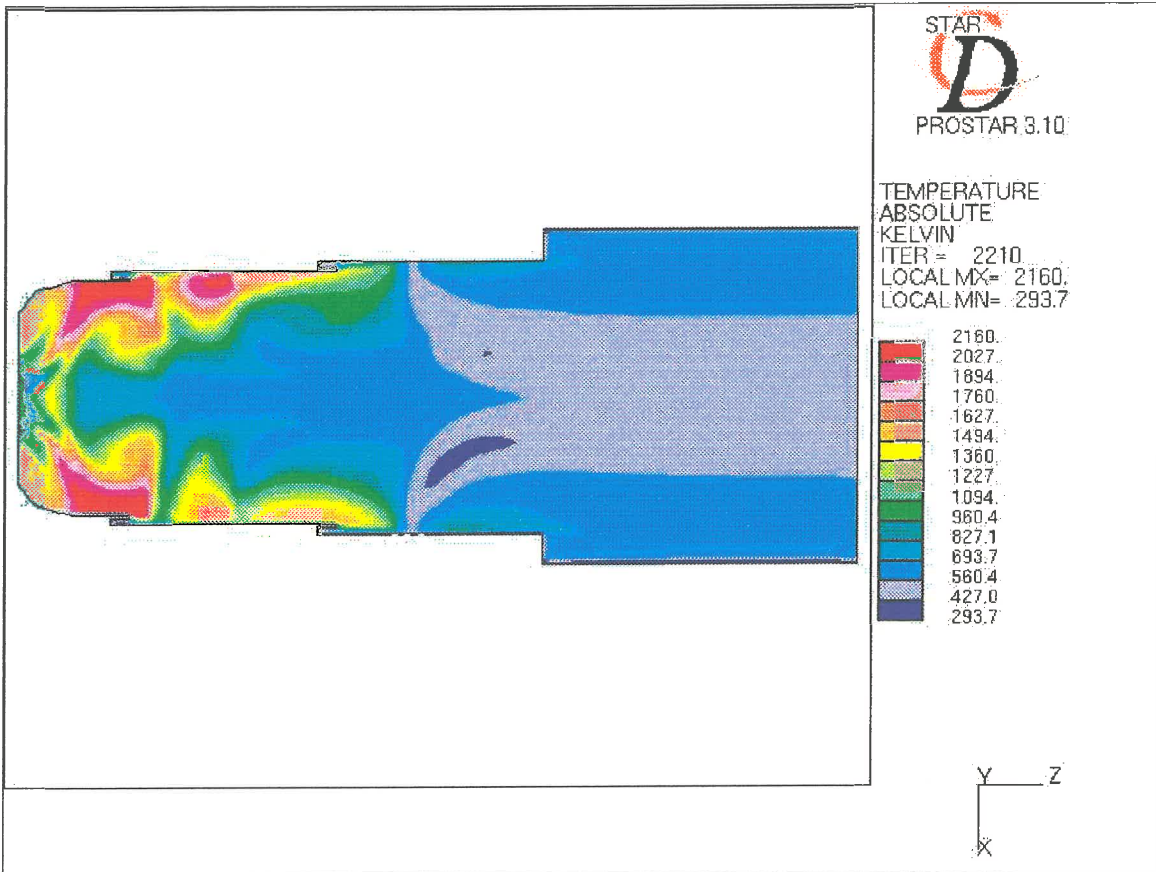 STAR
CD
PROSTAR 3.10
TEMPERATURE
ABSOLUTE
KELVIN
ITER = 2210
LOCAL MX= 2160.
LOCAL MN= 293.7
2160.
2027.
1894.
1760.
1627.
1494.
1360.
1227.
1094.
960.4
827.1
693.7
560.4
427.0
293.7
Y
Z
X